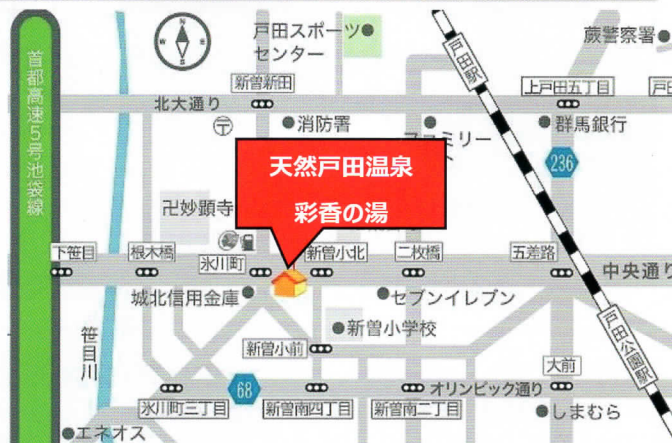 戸田スポーツ
センター
蕨警察署
戸田駅
首都高速5号池袋線
新曽新田
上戸田五丁目
戸田
北大通り
〒
消防署
ファミリー
群馬銀行
236
天然戸田温泉
彩香の湯
卍妙顕寺
下笹目
根木橋
氷川町
新曽小北
二枚橋
五差路
中央通り
城北信用金庫
セブンイレブン
笹目川
新曽小学校
新曽小前
戸田公園駅
68
オリンピック通り
大前
氷川町三丁目
新曽南四丁目
新曽南二丁目
しまむら
エネオス
N
W
E
S